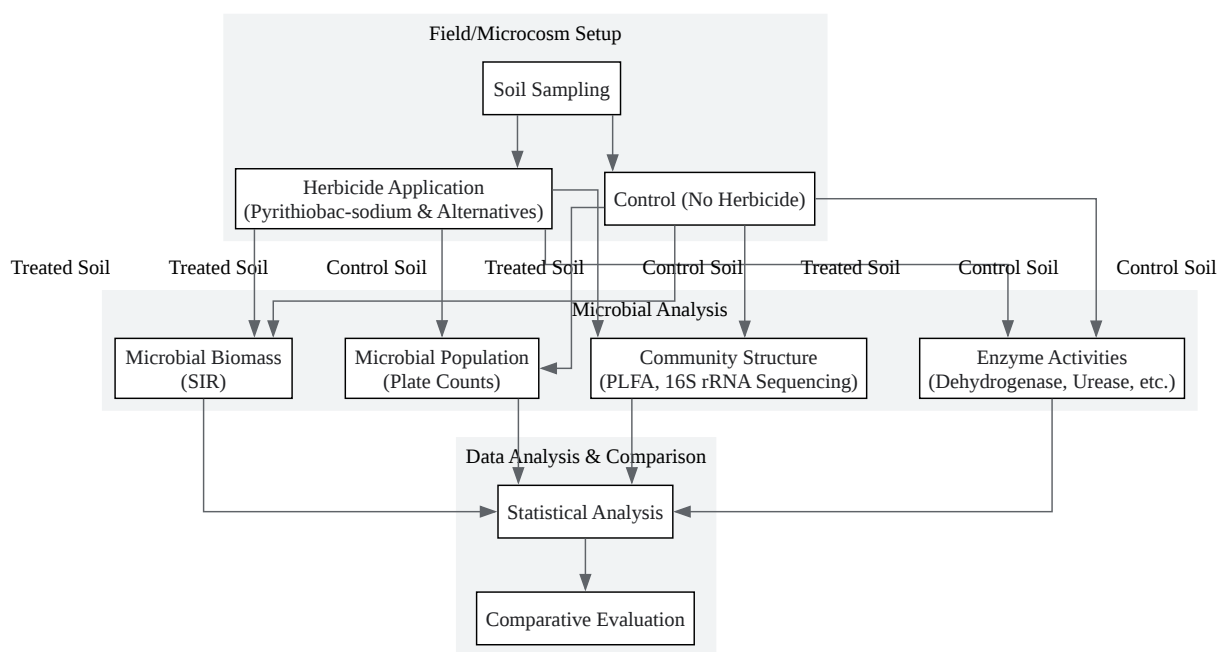 Field/Microcosm Setup
Soil Sampling
Herbicide Application
(Pyrithiobac-sodium & Alternatives)
Control (No Herbicide)
Treated Soil
Treated Soil
Control Soil
Treated Soil
Control Soil
Treated Soil
Control Soil
Control Soil
Microbial Analysis
Microbial Biomass
(SIR)
Microbial Population
(Plate Counts)
Community Structure
(PLFA, 16S rRNA Sequencing)
Enzyme Activities
(Dehydrogenase, Urease, etc.)
Data Analysis & Comparison
Statistical Analysis
Comparative Evaluation